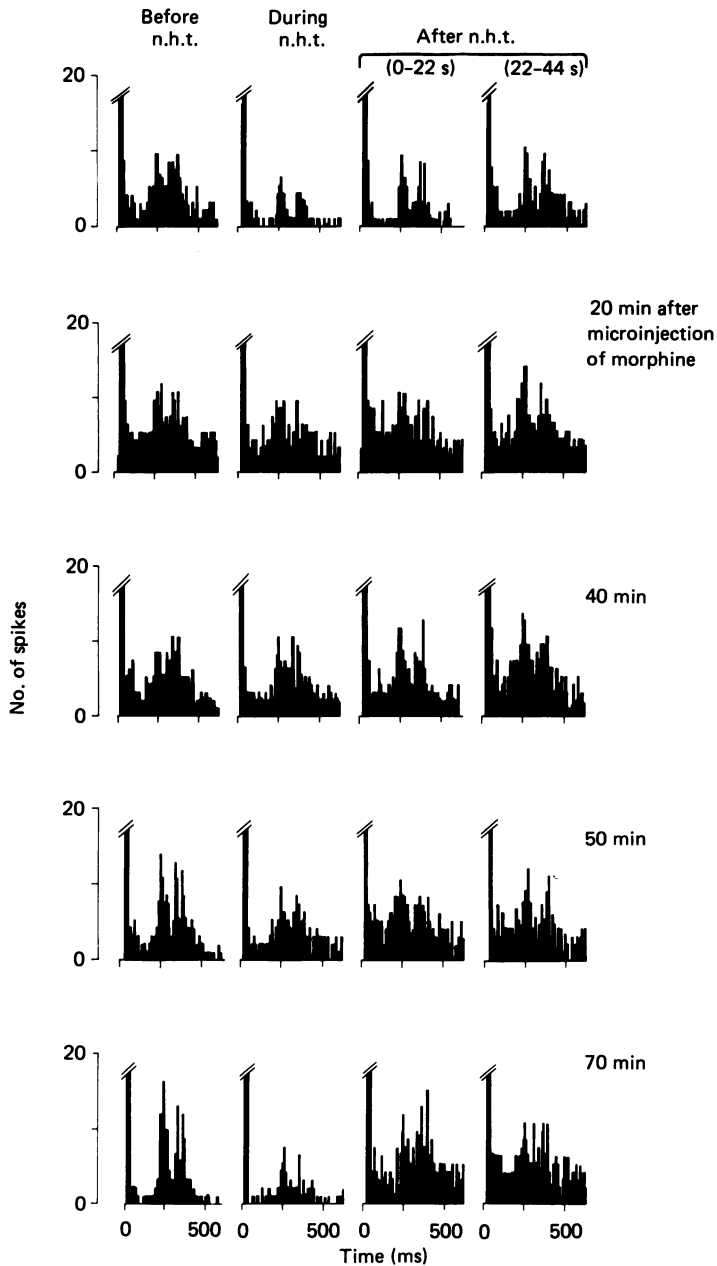 Before
n.h.t.
During
n.h.t.
After n.h.t.
(0–22 s)
(22–44 s)
20
0
20 min after
microinjection
of morphine
20
0
40 min
20
0
No. of spikes
50 min
20
0
70 min
20
0
0 500 0 500 0 500 0 500
Time (ms)